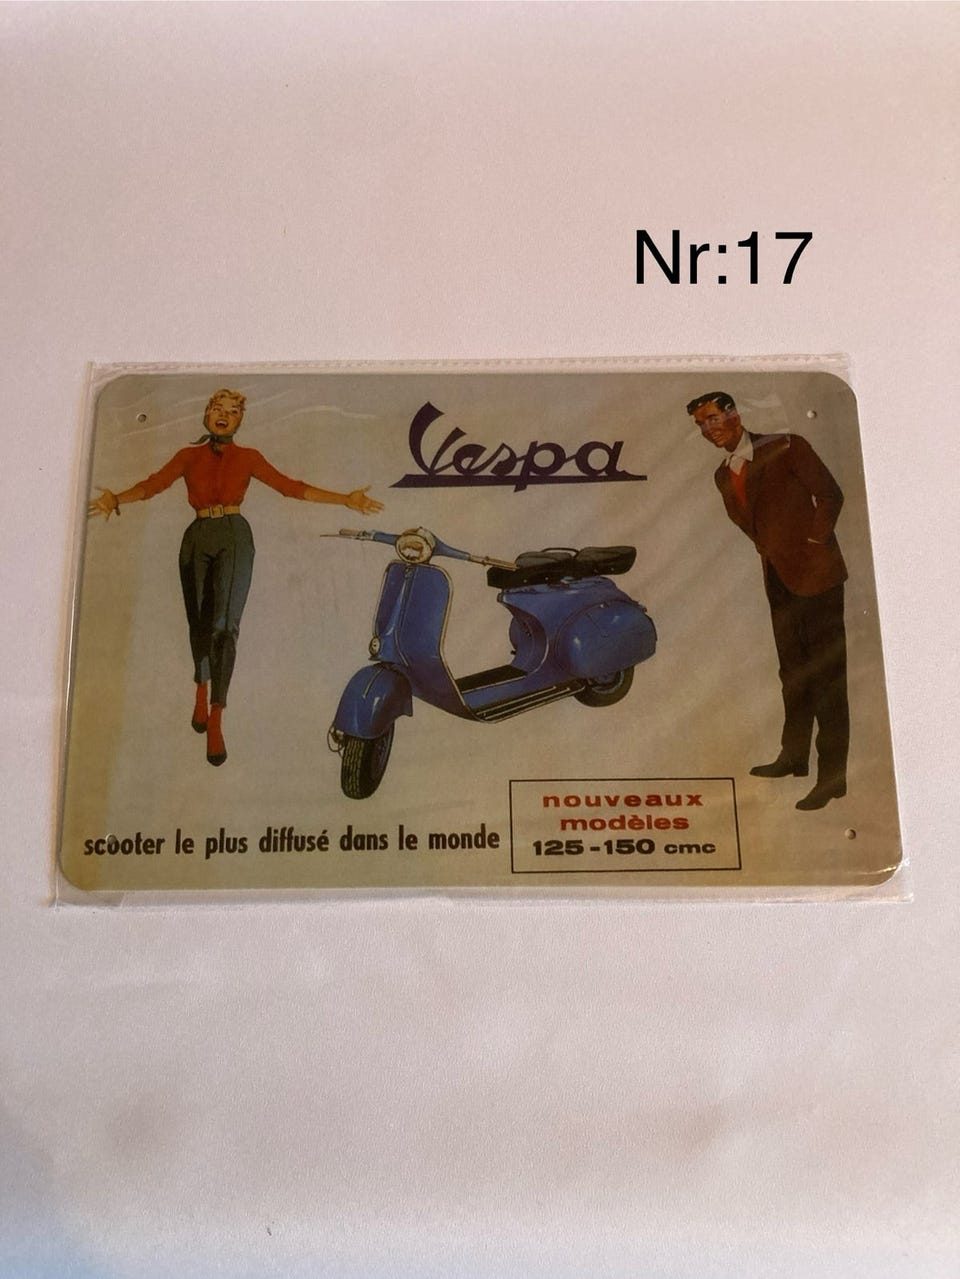 Nr:17
Vespa
scooter le plus diffusé dans le monde
nouveaux
modèles
125-150 cmc